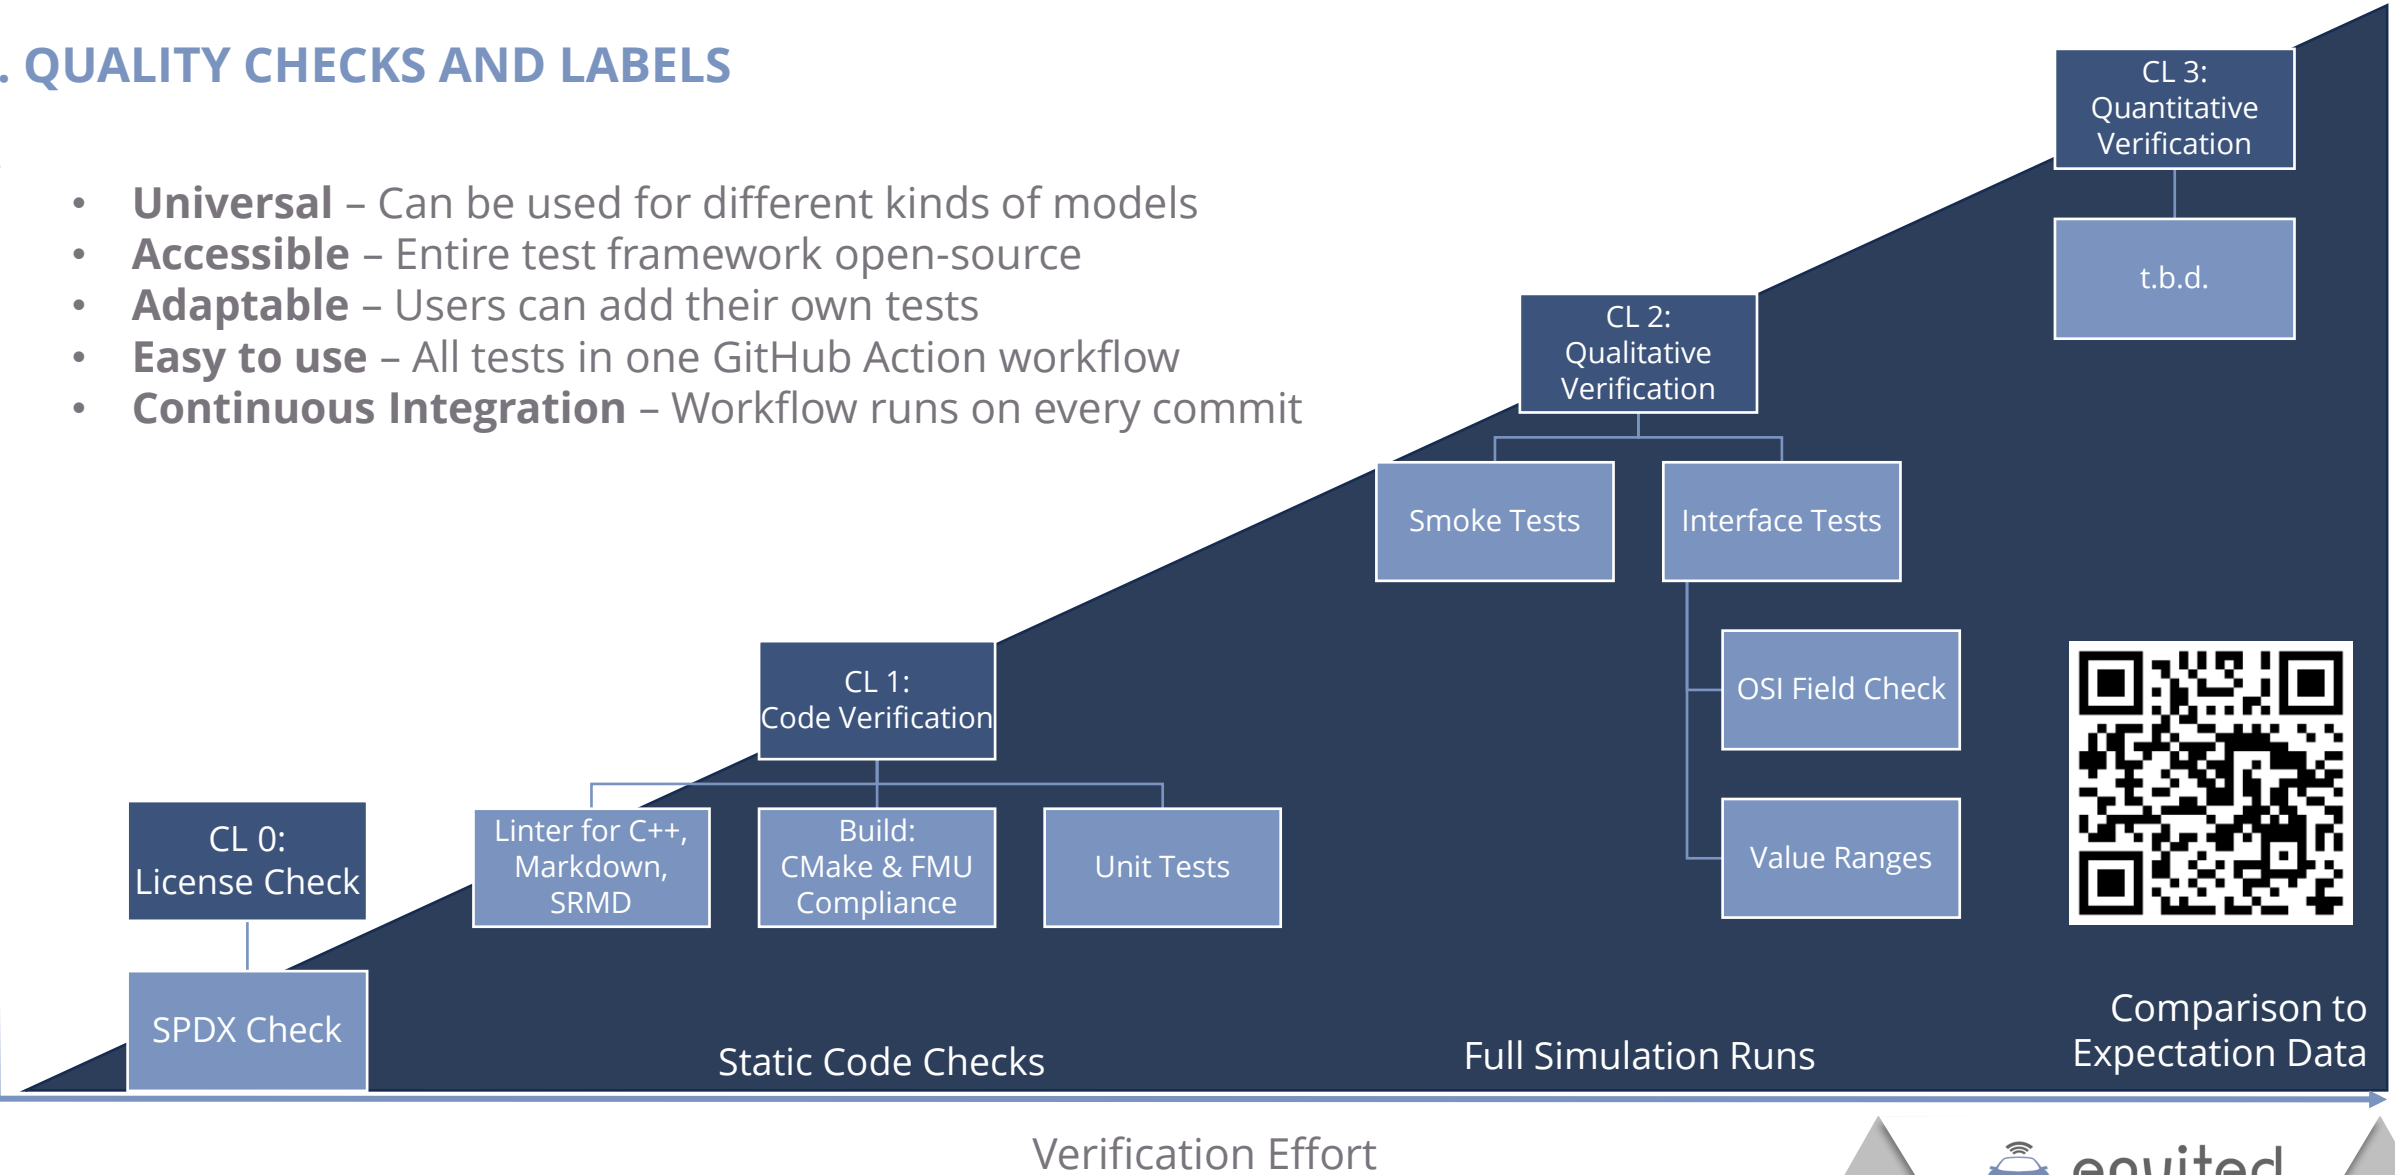 . QUALITY CHECKS AND LABELS
• Universal – Can be used for different kinds of models
• Accessible – Entire test framework open-source
• Adaptable – Users can add their own tests
• Easy to use – All tests in one GitHub Action workflow
• Continuous Integration – Workflow runs on every commit
CL 0:
License Check
SPDX Check
CL 1:
Code Verification
Linter for C++,
Markdown,
SRMD
Build:
CMake & FMU
Compliance
Unit Tests
Static Code Checks
CL 2:
Qualitative
Verification
Smoke Tests
Interface Tests
OSI Field Check
Value Ranges
Full Simulation Runs
CL 3:
Quantitative
Verification
t.b.d.
Comparison to
Expectation Data
Verification Effort
envited